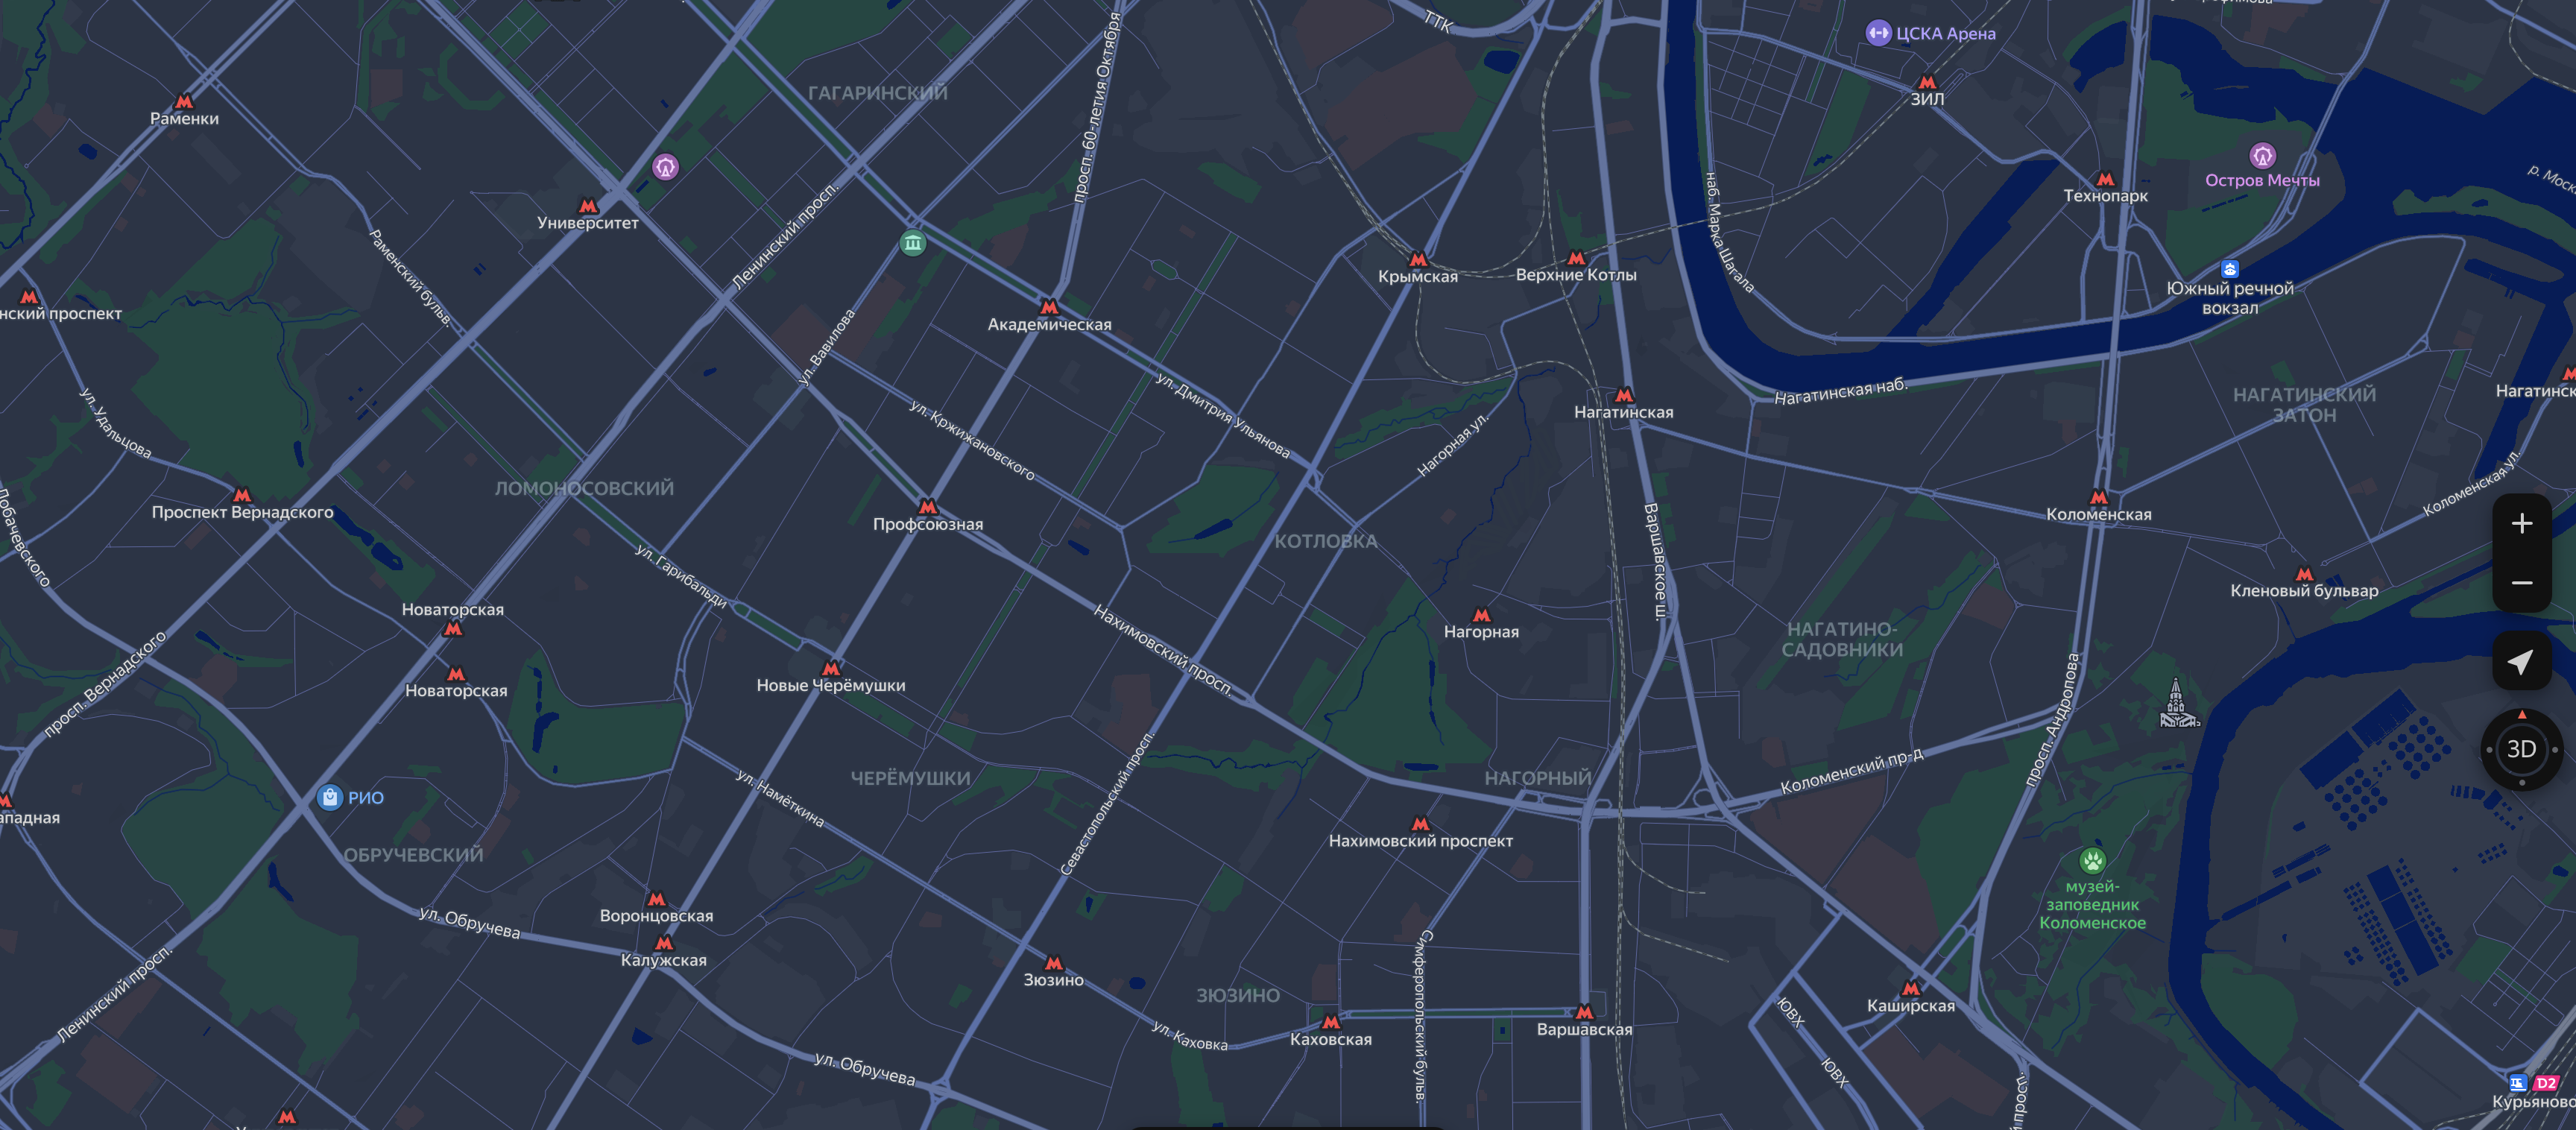 ТТК
ЦСКА Арена
просп. 60-летия Октября
ГАГАРИНСКИЙ
ЗИЛ
Раменки
Остров Мечты
Технопарк
наб. Марка Шагала
Университет
Ленинский просп.
Раменский бульв.
Крымская
Верхние Котлы
Южный речной
вокзал
нский проспект
Академическая
ул. Вавилова
ул. Удальцова
ул. Дмитрия Ульянова
ул. Кржижановского
Нагорная ул.
Нагатинская
Нагатинская наб.
НАГАТИНСКИЙ
ЗАТОН
Нагатинск
ЛОМОНОСОВСКИЙ
Проспект Вернадского
Профсоюзная
КОТЛОВКА
Варшавское ш.
Коломенская
Коломенская ул.
Лобачевского
ул. Гарибальди
Кленовый бульвар
Новаторская
Новаторская
просп. Вернадского
Новые Черёмушки
Нахимовский просп.
Нагорная
НАГАТИНО-
САДОВНИКИ
просп. Андропова
3D
РИО
ападная
ул. Намёткина
ЧЕРЁМУШКИ
Севастопольский просп.
НАГОРНЫЙ
Коломенский пр-д
Нахимовский проспект
ОБРУЧЕВСКИЙ
музей-
заповедник
Коломенское
ул. Обручева
Воронцовская
Калужская
Ленинский просп.
Зюзино
ЗЮЗИНО
Симферопольский бульв.
Каширская
ул. Каховка
Каховская
Варшавская
ЮВХ
ЮВХ
ул. Обручева
D2
Курьяново